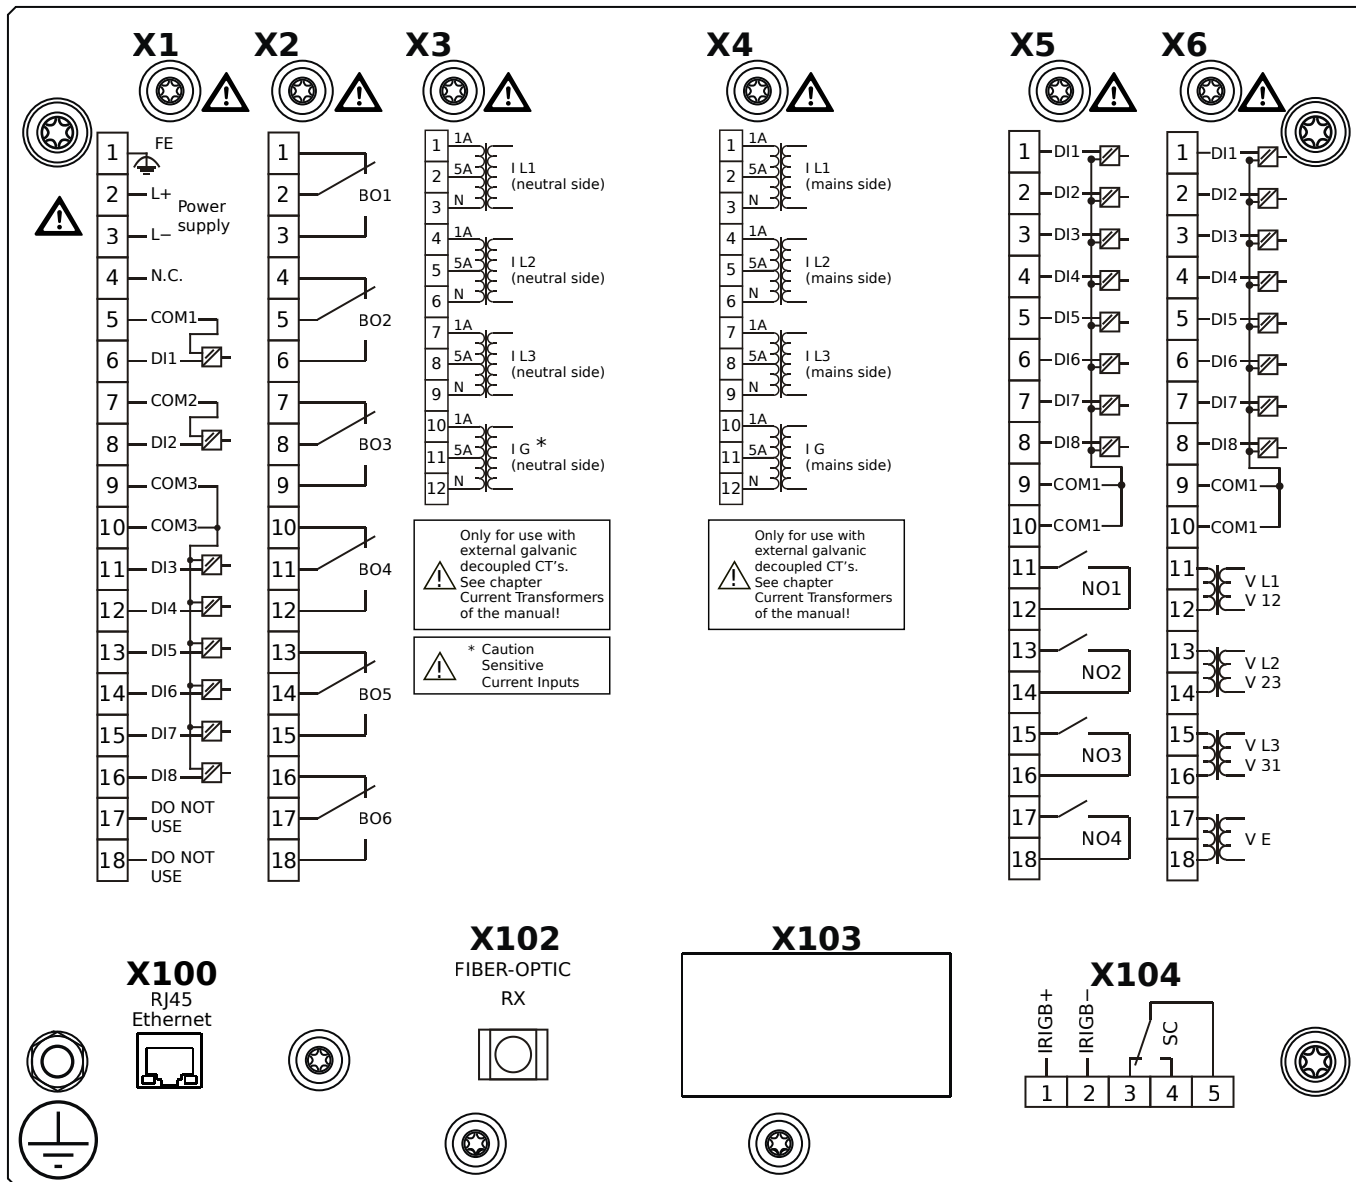 X1
1
FE
2
L+
Power
supply
3
L−
4
N.C.
5
COM1
6
DI1
7
COM2
8
DI2
9
COM3
10
COM3
11
DI3
12
DI4
13
DI5
14
DI6
15
DI7
16
DI8
17
DO NOT
USE
18
DO NOT
USE
X2
1
2
BO1
3
4
5
BO2
6
7
8
BO3
9
10
11
BO4
12
13
14
BO5
15
16
17
BO6
18
X3
1
1A
2
5A
I L1
(neutral side)
3
N
4
1A
5
5A
I L2
(neutral side)
6
N
7
1A
8
5A
I L3
(neutral side)
9
N
10
1A
11
5A
I G *
(neutral side)
12
N
Only for use with
external galvanic
decoupled CT's.
See chapter
Current Transformers
of the manual!
* Caution
Sensitive
Current Inputs
X4
1
1A
2
5A
I L1
(mains side)
3
N
4
1A
5
5A
I L2
(mains side)
6
N
7
1A
8
5A
I L3
(mains side)
9
N
10
1A
11
5A
I G
(mains side)
12
N
Only for use with
external galvanic
decoupled CT's.
See chapter
Current Transformers
of the manual!
X5
1
DI1
2
DI2
3
DI3
4
DI4
5
DI5
6
DI6
7
DI7
8
DI8
9
COM1
10
COM1
11
NO1
12
13
NO2
14
15
NO3
16
17
NO4
18
X6
1
DI1
2
DI2
3
DI3
4
DI4
5
DI5
6
DI6
7
DI7
8
DI8
9
COM1
10
COM1
11
V L1
V 12
12
13
V L2
V 23
14
15
V L3
V 31
16
17
V E
18
X100
RJ45
Ethernet
X102
FIBER-OPTIC
RX
X103
X104
IRIGB+
IRIGB−
SC
1 2 3 4 5